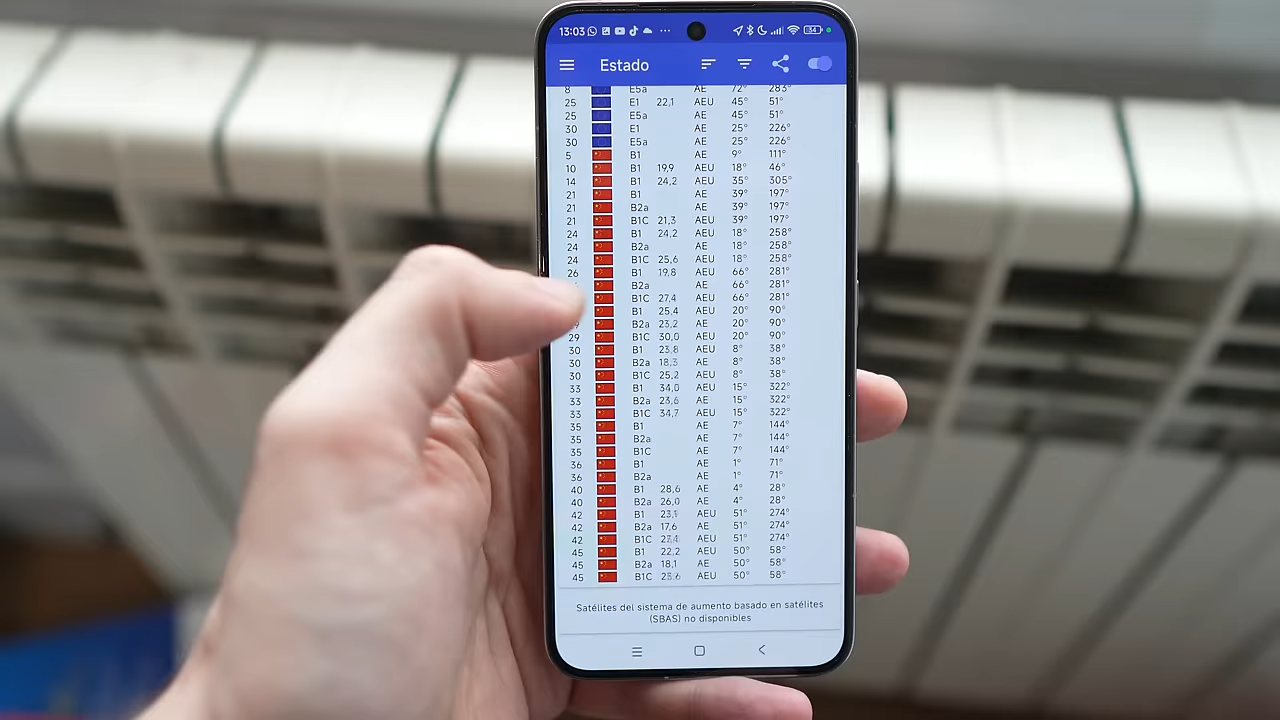 13:03 ... 34
Estado
8 E5a AE 72° 283°
25 E1 22,1 AEU 45° 51°
25 E5a AE 45° 51°
30 E1 AE 25° 226°
30 E5a AE 25° 226°
5 B1 AE 9° 111°
10 B1 19,9 AEU 18° 46°
14 B1 24,2 AEU 35° 305°
21 B1 AE 39° 197°
21 B2a AE 39° 197°
21 B1C 21,3 AEU 39° 197°
24 B1 24,2 AEU 18° 258°
24 B2a AE 18° 258°
24 B1C 25,6 AEU 18° 258°
26 B1 19,8 AEU 66° 281°
B2a AE 66° 281°
B1C 27,4 AEU 66° 281°
B1 25,4 AEU 20° 90°
B2a 23,2 AE 20° 90°
29 B1C 30,0 AEU 20° 90°
30 B1 23,8 AEU 8° 38°
30 B2a 18,3 AE 8° 38°
30 B1C 25,2 AEU 8° 38°
33 B1 34,0 AEU 15° 322°
33 B2a AE 15° 322°
33 B1C 34,7 AEU 15° 322°
35 B1 AE 7° 144°
35 B2a AE 7° 144°
35 B1C AE 7° 144°
36 B1 AE 1° 71°
36 B2a AE 1° 71°
40 B1 28,6 AE 4° 28°
40 B2a 26,0 AE 4° 28°
42 B1 AEU 51° 274°
42 B2a 17,6 AE 51° 274°
42 B1C AEU 51° 274°
45 B1 22,2 AEU 50° 58°
45 B2a 18,1 AE 50° 58°
45 B1C AEU 50° 58°
Satélites del sistema de aumento basado en satélites
(SBAS) no disponibles